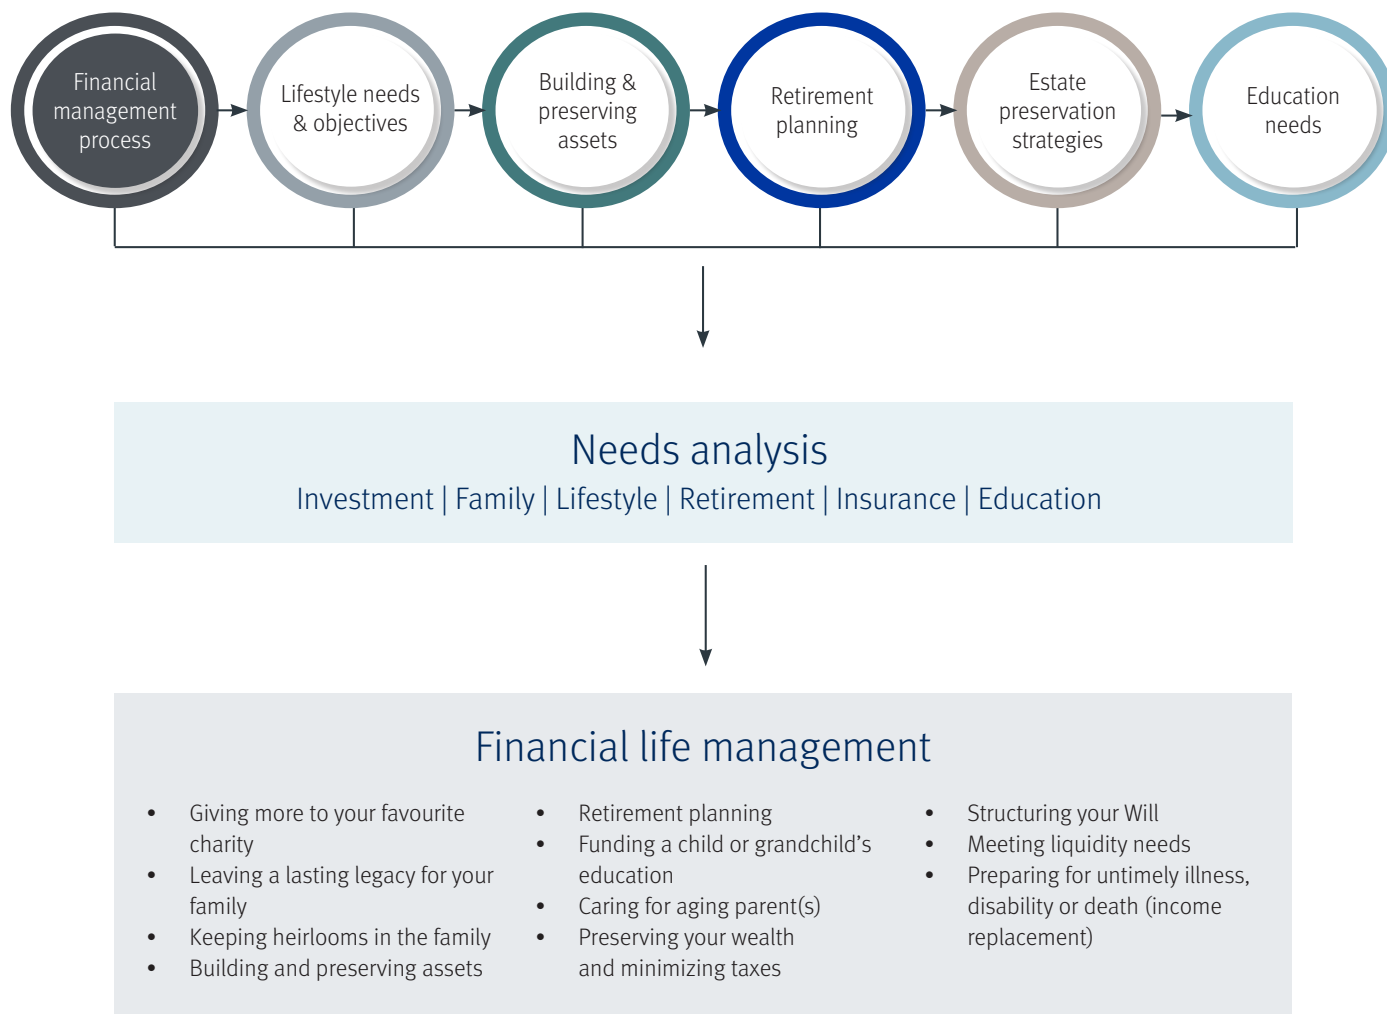 Financial
management
process
Lifestyle needs
& objectives
Building &
preserving
assets
Retirement
planning
Estate
preservation
strategies
Education
needs
Needs analysis
Investment | Family | Lifestyle | Retirement | Insurance | Education
Financial life management
• Giving more to your favourite
charity
• Leaving a lasting legacy for your
family
• Keeping heirlooms in the family
• Building and preserving assets
• Retirement planning
• Funding a child or grandchild’s
education
• Caring for aging parent(s)
• Preserving your wealth
and minimizing taxes
• Structuring your Will
• Meeting liquidity needs
• Preparing for untimely illness,
disability or death (income
replacement)